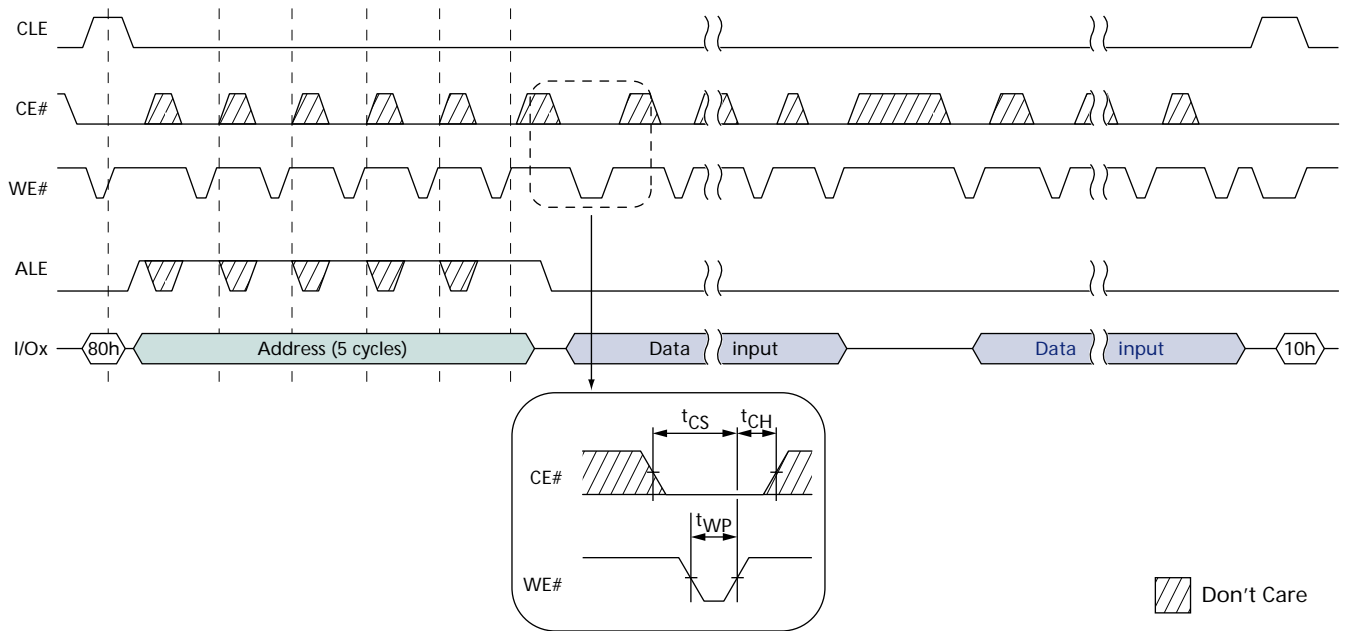 CLE
CE#
WE#
ALE
I/Ox 80h Address (5 cycles) Data input Data input 10h
tCS tCH
CE#
tWP
WE#
Don't Care